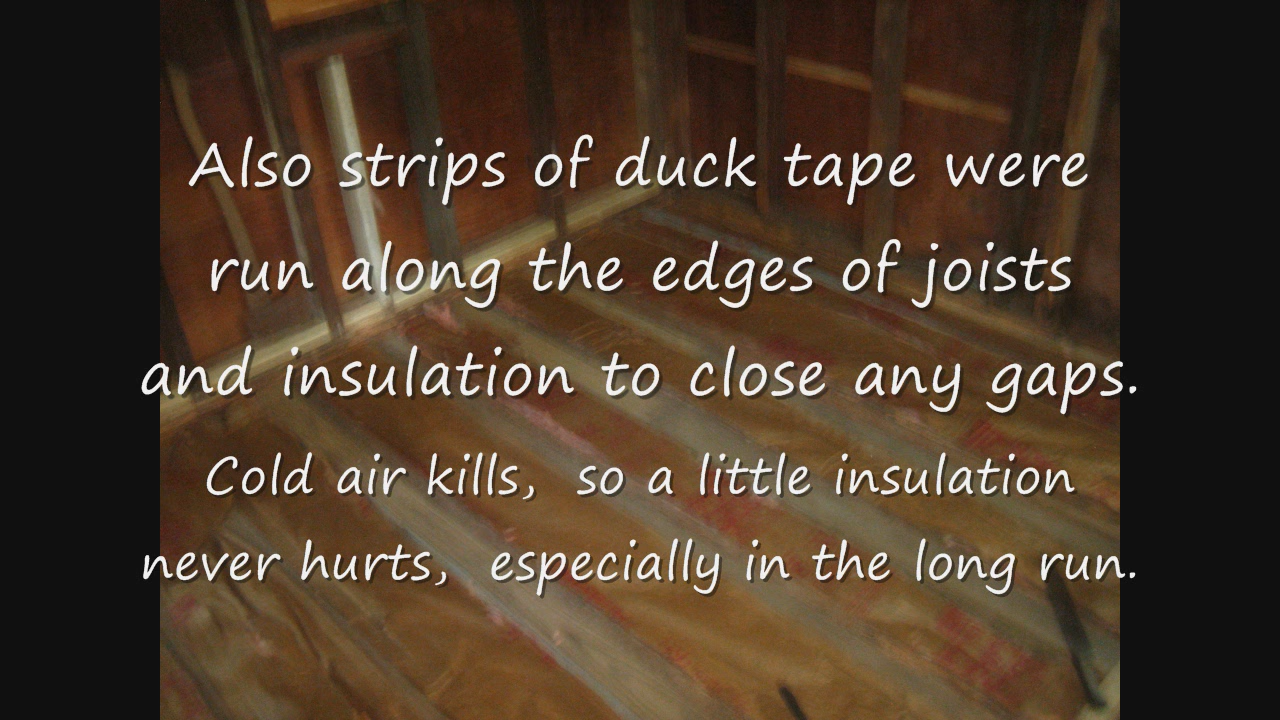 Also strips of duck tape were
run along the edges of joists
and insulation to close any gaps.
Cold air kills, so a little insulation
never hurts, especially in the long run.